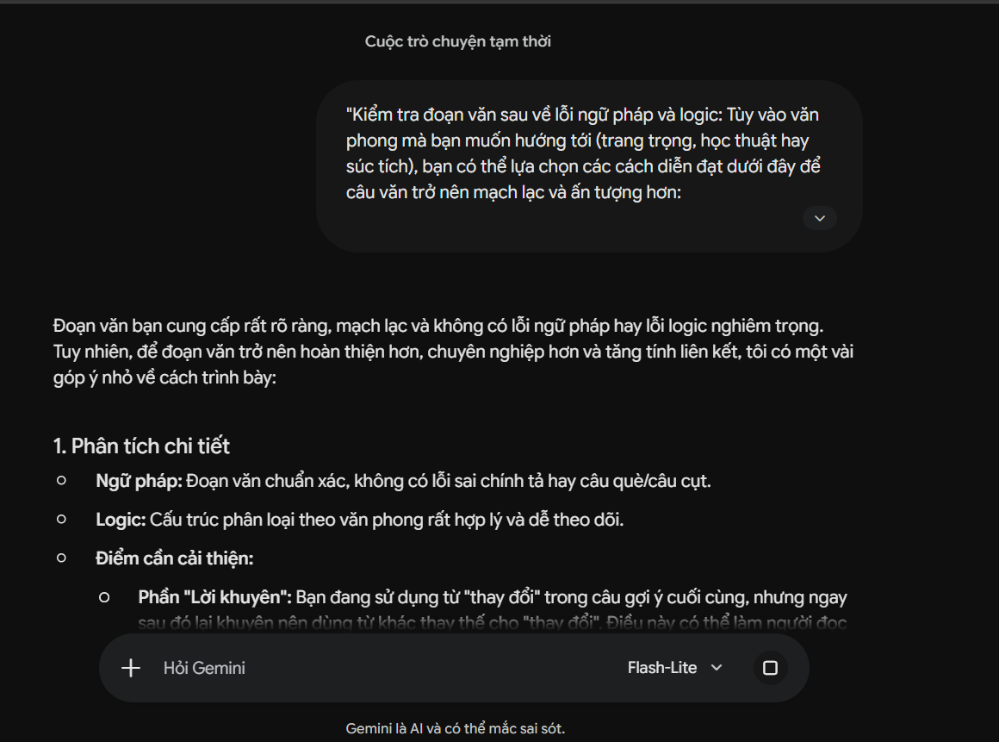 Cuộc trò chuyện tạm thời
"Kiểm tra đoạn văn sau về lỗi ngữ pháp và logic: Tùy vào văn
phong mà bạn muốn hướng tới (trang trọng, học thuật hay
súc tích), bạn có thể lựa chọn các cách diễn đạt dưới đây để
câu văn trở nên mạch lạc và ấn tượng hơn:
Đoạn văn bạn cung cấp rất rõ ràng, mạch lạc và không có lỗi ngữ pháp hay lỗi logic nghiêm trọng.
Tuy nhiên, để đoạn văn trở nên hoàn thiện hơn, chuyên nghiệp hơn và tăng tính liên kết, tôi có một vài
góp ý nhỏ về cách trình bày:
1. Phân tích chi tiết
Ngữ pháp: Đoạn văn chuẩn xác, không có lỗi sai chính tả hay câu què/câu cụt.
Logic: Cấu trúc phân loại theo văn phong rất hợp lý và dễ theo dõi.
Điểm cần cải thiện:
Phần "Lời khuyên": Bạn đang sử dụng từ "thay đổi" trong câu gợi ý cuối cùng, nhưng ngay
sau đó lại khuyên nên dùng từ khác thay thế cho "thay đổi". Điều này có thể làm người đọc
Hỏi Gemini
Flash-Lite
Gemini là AI và có thể mắc sai sót.